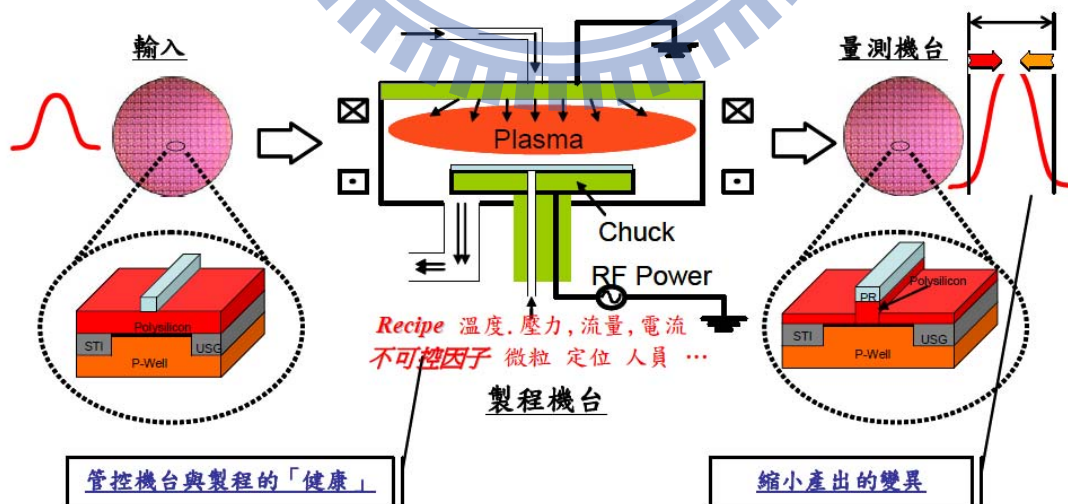 輸入
量測機台
Plasma
Chuck
RF Power
Polysilicon
STI
USG
P-Well
PR
Polysilicon
STI
USG
P-Well
Recipe 溫度.壓力,流量,電流
不可控因子 微粒 定位 人員 …
製程機台
管控機台與製程的「健康」
縮小產出的變異